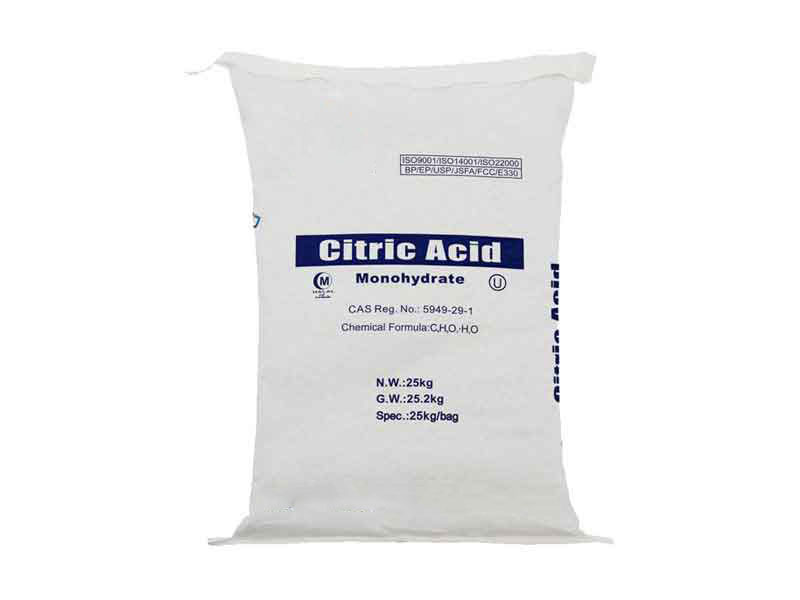 ISO9001/ISO14001/ISO22000
BP/EP/USP/JSFA/FCC/E330
Citric Acid
Monohydrate
M
HALAL
U
CAS Reg. No.: 5949-29-1
Chemical Formula:C₆H₈O₇·H₂O
N.W.:25kg
G.W.:25.2kg
Spec.:25kg/bag
Citric Acid